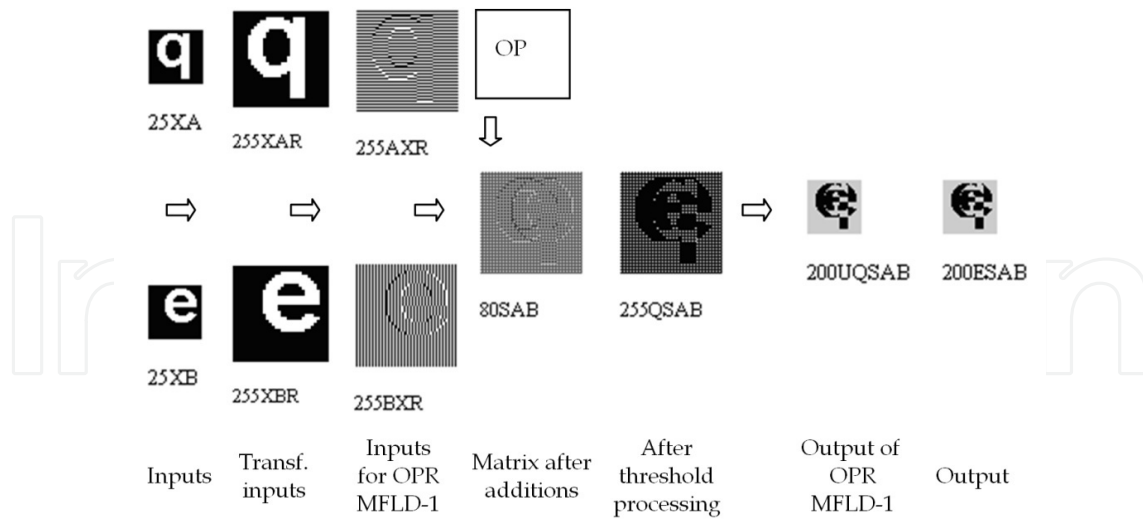 q
q
OP
25XA
255XAR
255AXR
e
e
80SAB
255QSAB
200UQSAB
200ESAB
25XB
255XBR
255BXR
Inputs
Transf.
inputs
Inputs
for OPR
MFLD-1
Matrix after
additions
After
threshold
processing
Output of
OPR
MFLD-1
Output